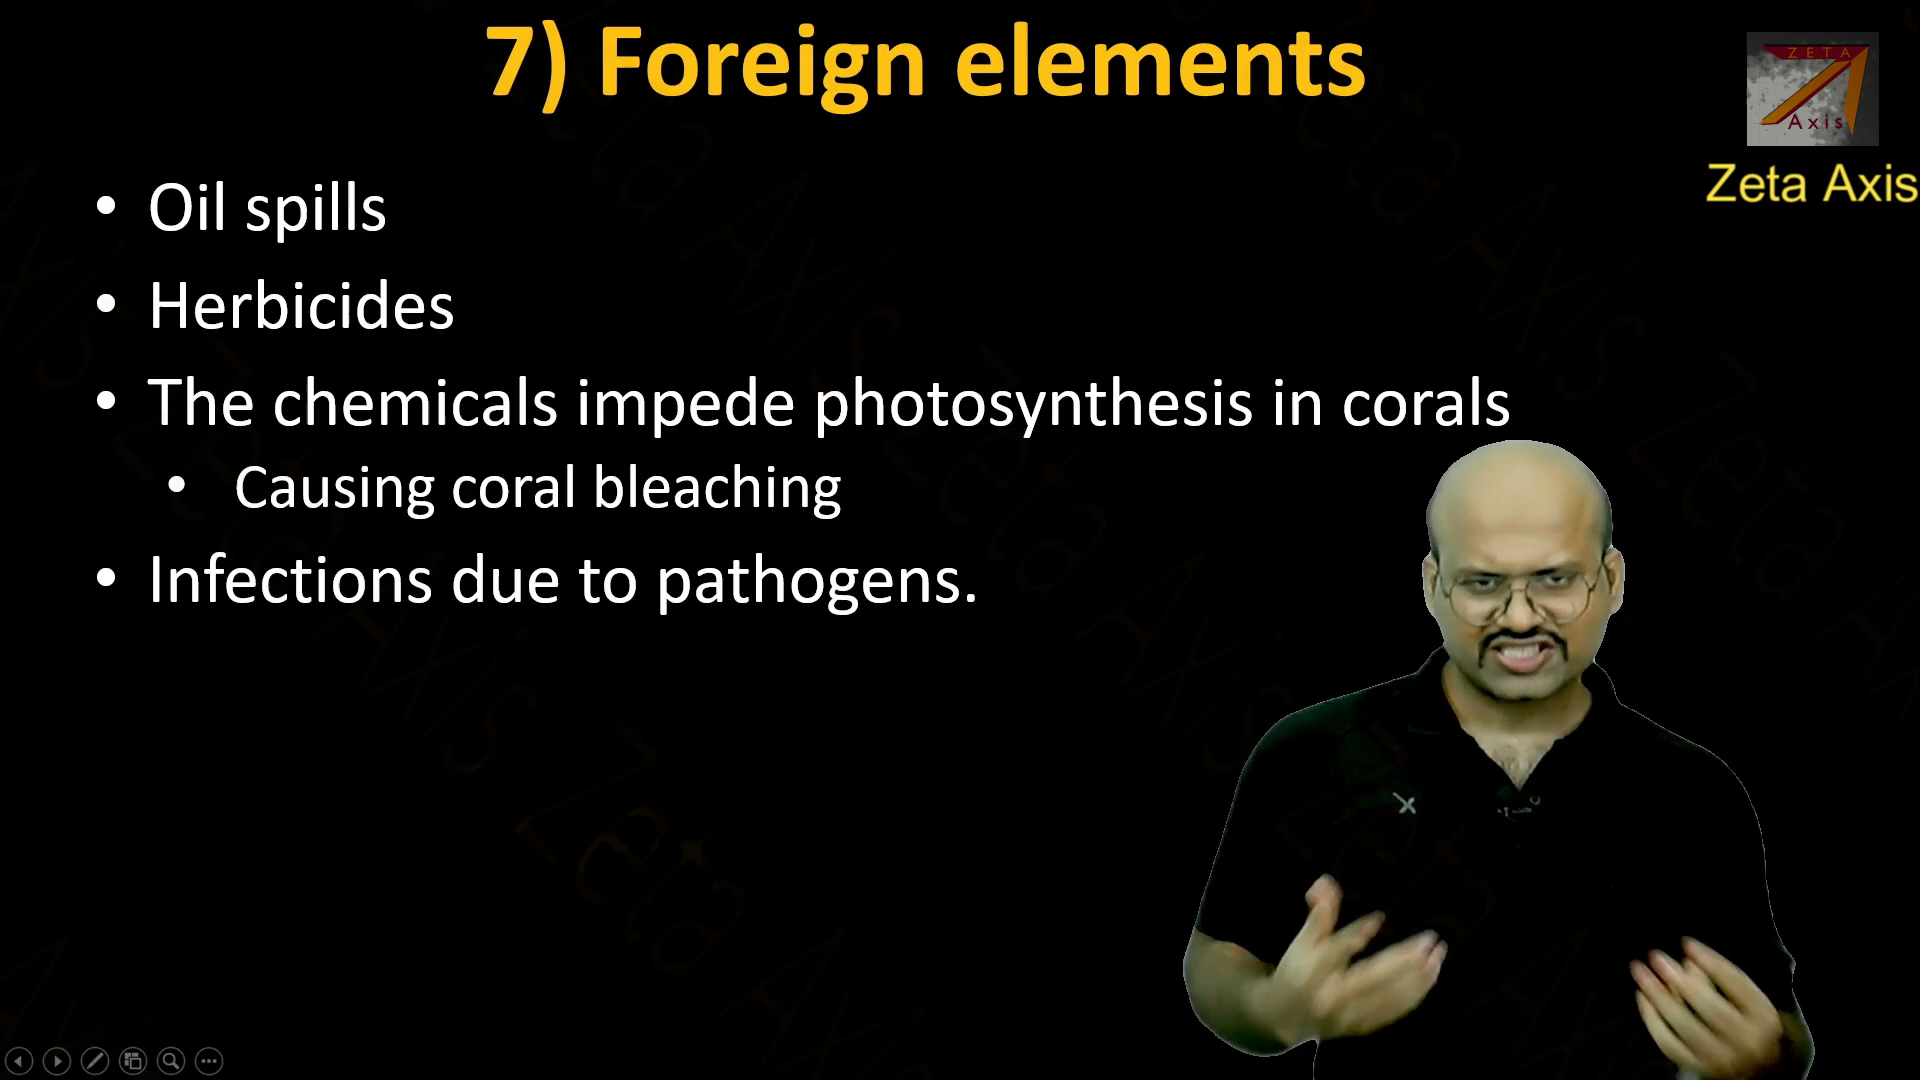 7) Foreign elements
ZETA
Axis
Zeta Axis
• Oil spills
• Herbicides
• The chemicals impede photosynthesis in corals
• Causing coral bleaching
• Infections due to pathogens.